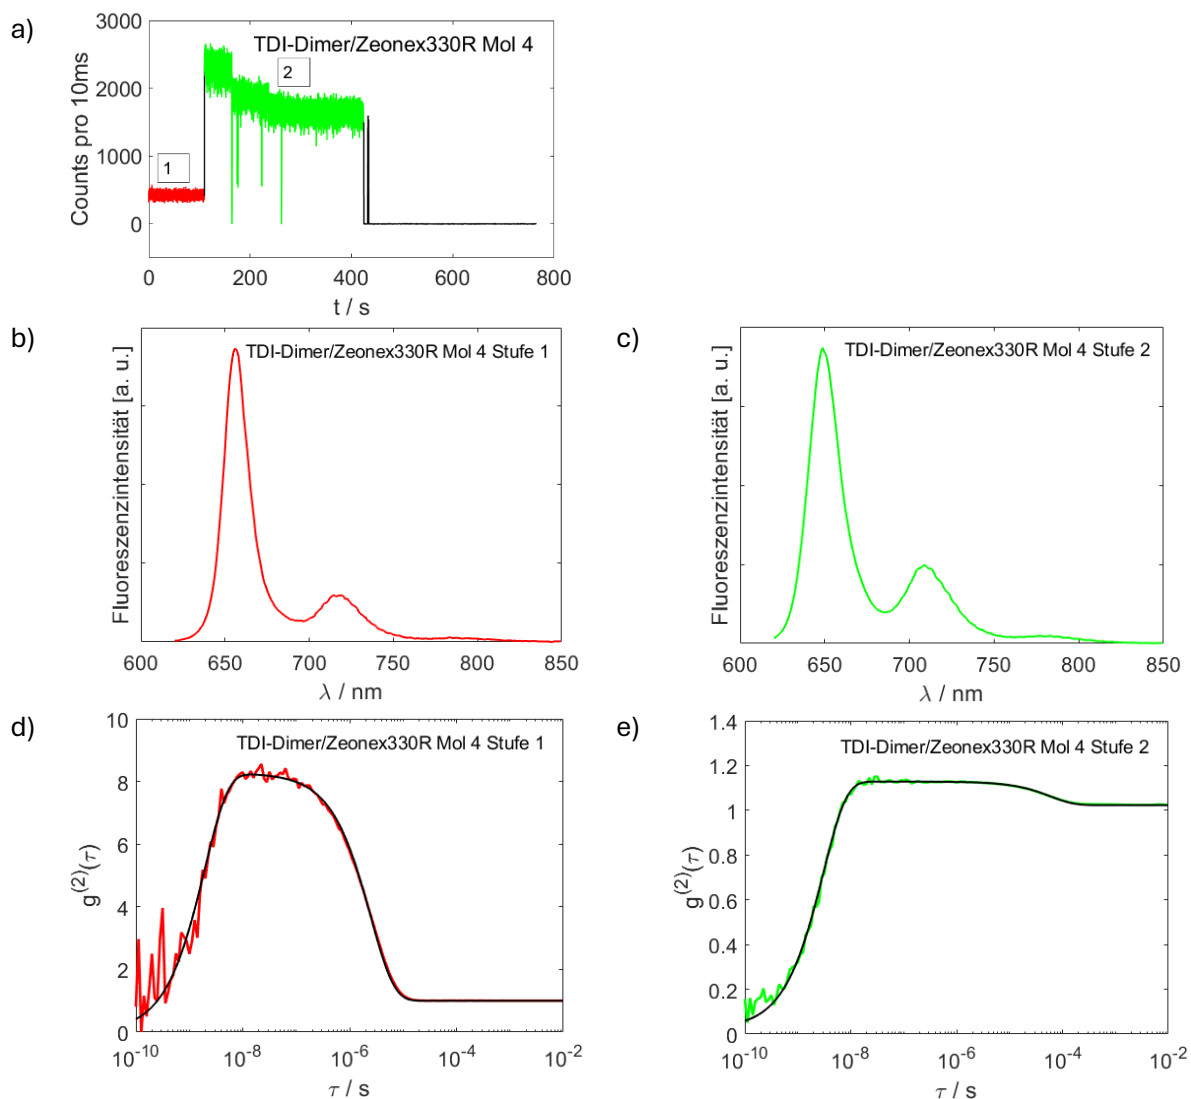 a)
3000
2000
1000
0
Counts pro 10ms
TDI-Dimer/Zeonex330R Mol 4
1
2
0 200 400 600 800
t / s
b)
Fluoreszenzintensität [a. u.]
TDI-Dimer/Zeonex330R Mol 4 Stufe 1
600 650 700 750 800 850
λ / nm
c)
Fluoreszenzintensität [a. u.]
TDI-Dimer/Zeonex330R Mol 4 Stufe 2
600 650 700 750 800 850
λ / nm
d)
10
8
6
4
2
0
g⁽²⁾(τ)
TDI-Dimer/Zeonex330R Mol 4 Stufe 1
10⁻¹⁰ 10⁻⁸ 10⁻⁶ 10⁻⁴ 10⁻²
τ / s
e)
1.4
1.2
1
0.8
0.6
0.4
0.2
0
g⁽²⁾(τ)
TDI-Dimer/Zeonex330R Mol 4 Stufe 2
10⁻¹⁰ 10⁻⁸ 10⁻⁶ 10⁻⁴ 10⁻²
τ / s